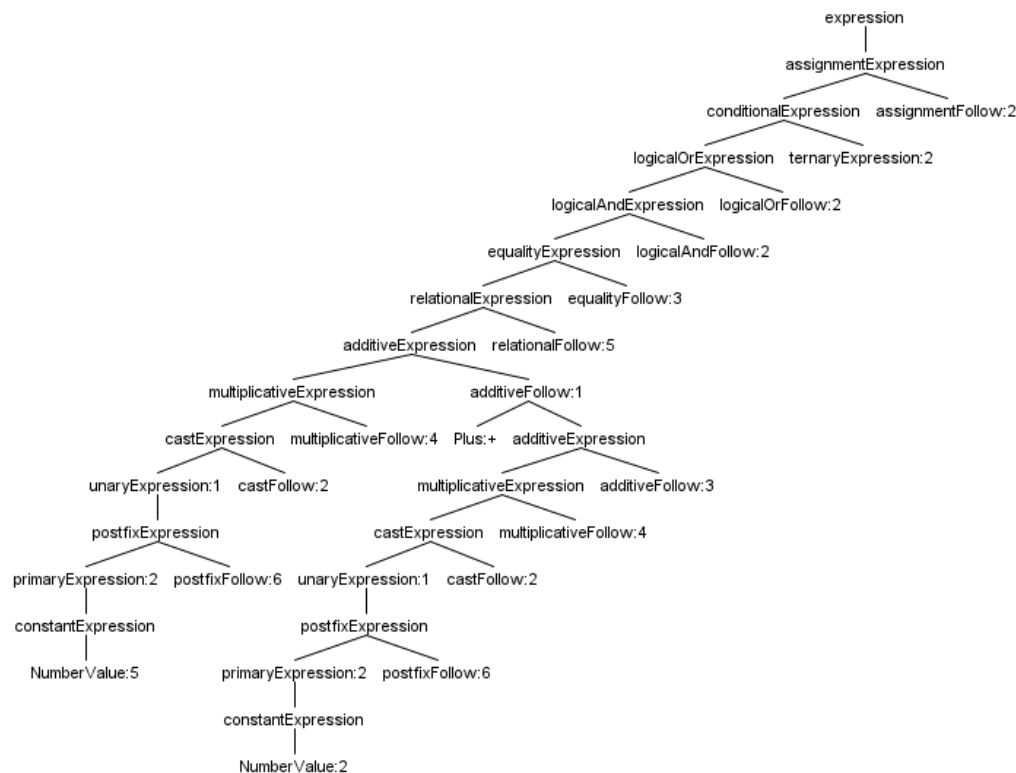 expression
assignmentExpression
conditionalExpression assignmentFollow:2
logicalOrExpression ternaryExpression:2
logicalAndExpression logicalOrFollow:2
equalityExpression logicalAndFollow:2
relationalExpression equalityFollow:3
additiveExpression relationalFollow:5
multiplicativeExpression additiveFollow:1
castExpression multiplicativeFollow:4 Plus:+ additiveExpression
unaryExpression:1 castFollow:2 multiplicativeExpression additiveFollow:3
postfixExpression castExpression multiplicativeFollow:4
primaryExpression:2 postfixFollow:6 unaryExpression:1 castFollow:2
constantExpression postfixExpression
NumberValue:5 primaryExpression:2 postfixFollow:6
constantExpression
NumberValue:2